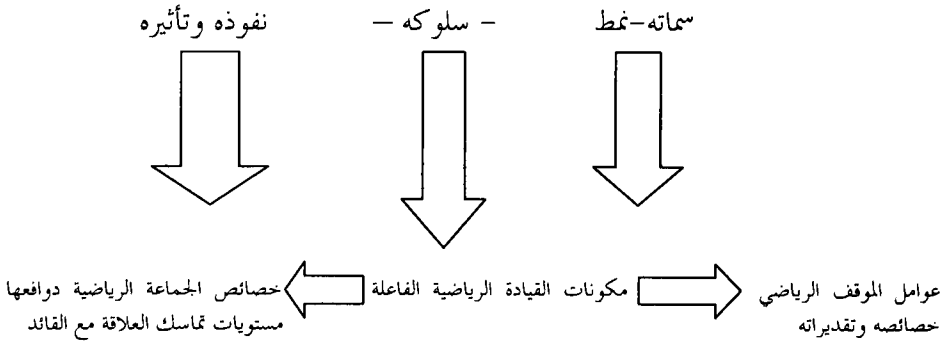 سماته-نمط – سلوكه – نفوذه وتأثيره
عوامل الموقف الرياضي مكونات القيادة الرياضية الفاعلة خصائص الجماعة الرياضية دوافعها
خصائصه وتقديراته مستويات تماسك العلاقة مع القائد